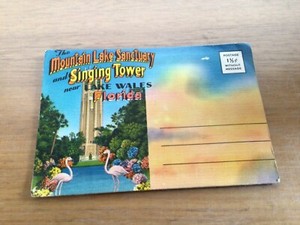 The
Mountain Lake Sanctuary
and Singing Tower
near LAKE WALES
Florida
POSTAGE
1½¢
WITHOUT
MESSAGE